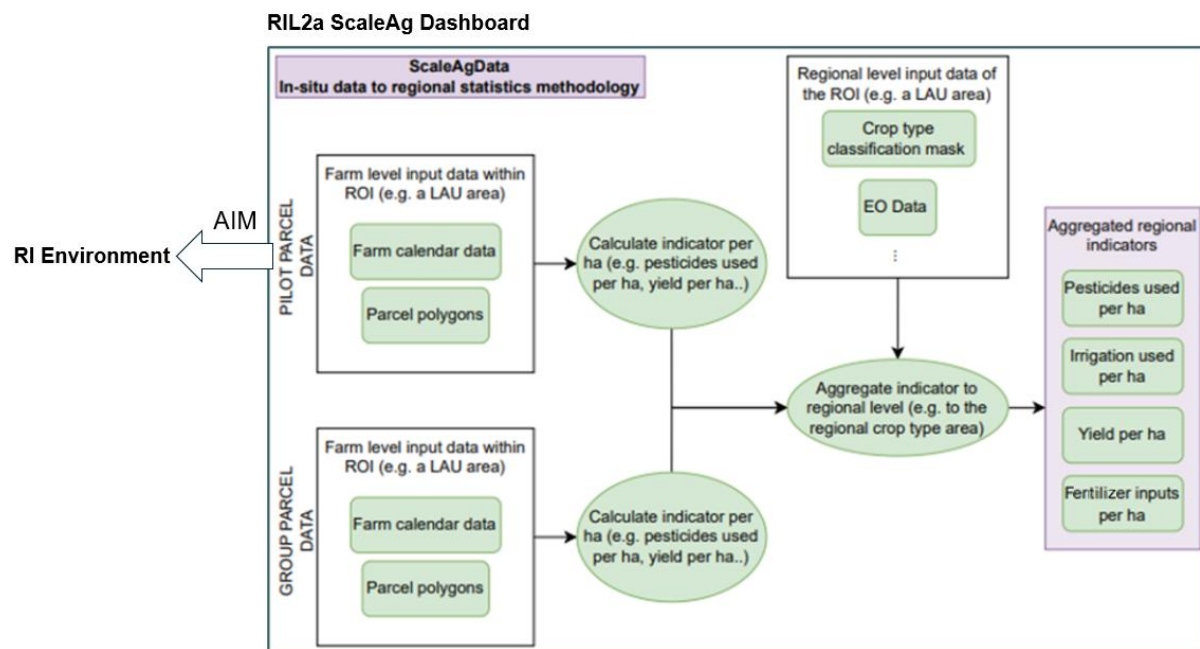 RIL2a ScaleAg Dashboard
ScaleAgData
In-situ data to regional statistics methodology
Regional level input data of
the ROI (e.g. a LAU area)
Crop type
classification mask
EO Data
⋮
AIM
RI Environment
PILOT PARCEL
DATA
Farm level input data within
ROI (e.g. a LAU area)
Farm calendar data
Parcel polygons
Calculate indicator per
ha (e.g. pesticides used
per ha, yield per ha..)
Aggregate indicator to
regional level (e.g. to the
regional crop type area)
Aggregated regional
indicators
Pesticides used
per ha
Irrigation used
per ha
Yield per ha
Fertilizer inputs
per ha
GROUP PARCEL
DATA
Farm level input data within
ROI (e.g. a LAU area)
Farm calendar data
Parcel polygons
Calculate indicator per
ha (e.g. pesticides used
per ha, yield per ha..)